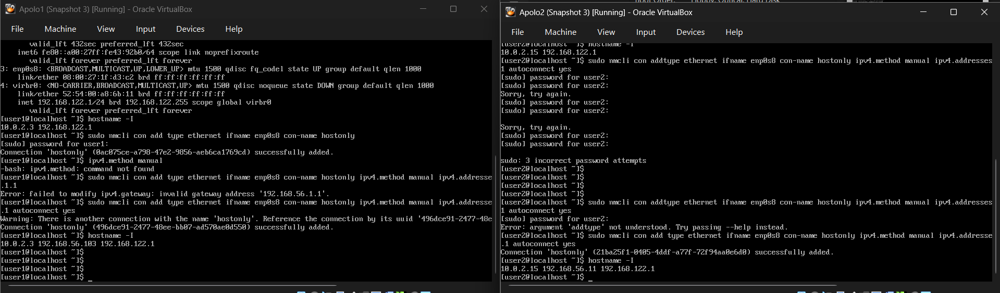 Apolo1 (Snapshot 3) [Running] - Oracle VirtualBox
File Machine View Input Devices Help
valid_lft 432sec preferred_lft 432sec
inet6 fe80::a00:27ff:fe43:92b0/64 scope link noprefixroute
valid_lft forever preferred_lft forever
3: enp0s8: <BROADCAST,MULTICAST,UP,LOWER_UP> mtu 1500 qdisc fq_codel state UP group default qlen 1000
link/ether 08:00:27:1f:d3:c2 brd ff:ff:ff:ff:ff:ff
4: virbr0: <NO-CARRIER,BROADCAST,MULTICAST,UP> mtu 1500 qdisc noqueue state DOWN group default qlen 1000
link/ether 52:54:00:a8:6b:11 brd ff:ff:ff:ff:ff:ff
inet 192.168.122.1/24 brd 192.168.122.255 scope global virbr0
valid_lft forever preferred_lft forever
[user1@localhost ~]$ hostname -I
10.0.2.3 192.168.122.1
[user1@localhost ~]$ sudo nmcli con add type ethernet ifname enp0s8 con-name hostonly
[sudo] password for user1:
Connection 'hostonly' (0ac075ce-a798-47e2-9856-aeb6ca1769cd) successfully added.
[user1@localhost ~]$ ipv4.method manual
-bash: ipv4.method: command not found
[user1@localhost ~]$ sudo nmcli con add type ethernet ifname enp0s8 con-name hostonly ipv4.method manual ipv4.addresse
.1.1
Error: failed to modify ipv4.gateway: invalid gateway address '192.168.56.1.1'.
[user1@localhost ~]$ sudo nmcli con add type ethernet ifname enp0s8 con-name hostonly ipv4.method manual ipv4.addresse
.1 autoconnect yes
Warning: There is another connection with the name 'hostonly'. Reference the connection by its uuid '496dce91-2477-48e
Connection 'hostonly' (496dce91-2477-48ee-bb07-ad570ae0d550) successfully added.
[user1@localhost ~]$ hostname -I
10.0.2.3 192.168.56.103 192.168.122.1
[user1@localhost ~]$
[user1@localhost ~]$
[user1@localhost ~]$
[user1@localhost ~]$ _
Boot Order: Floppy, Optical, Hard Disk
Apolo2 (Snapshot 3) [Running] - Oracle VirtualBox
File Machine View Input Devices Help
[user2@localhost ~]$ hostname -I
10.0.2.15 192.168.122.1
[user2@localhost ~]$ sudo nmcli con addtype ethernet ifname enp0s8 con-name hostonly ipv4.method manual ipv4.addresses
1 autoconnect yes
[sudo] password for user2:
[sudo] password for user2:
Sorry, try again.
[sudo] password for user2:
[sudo] password for user2:
Sorry, try again.
[sudo] password for user2:
[sudo] password for user2:
sudo: 3 incorrect password attempts
[user2@localhost ~]$
[user2@localhost ~]$
[user2@localhost ~]$
[user2@localhost ~]$
[user2@localhost ~]$ sudo nmcli con addtype ethernet ifname enp0s8 con-name hostonly ipv4.method manual ipv4.addresses
1 autoconnect yes
[sudo] password for user2:
Error: argument 'addtype' not understood. Try passing --help instead.
[user2@localhost ~]$ sudo nmcli con add type ethernet ifname enp0s8 con-name hostonly ipv4.method manual ipv4.addresse
.1 autoconnect yes
Connection 'hostonly' (21ba25f1-0405-4ddf-a77f-72f94aa0e6d0) successfully added.
[user2@localhost ~]$ hostname -I
10.0.2.15 192.168.56.11 192.168.122.1
[user2@localhost ~]$ _